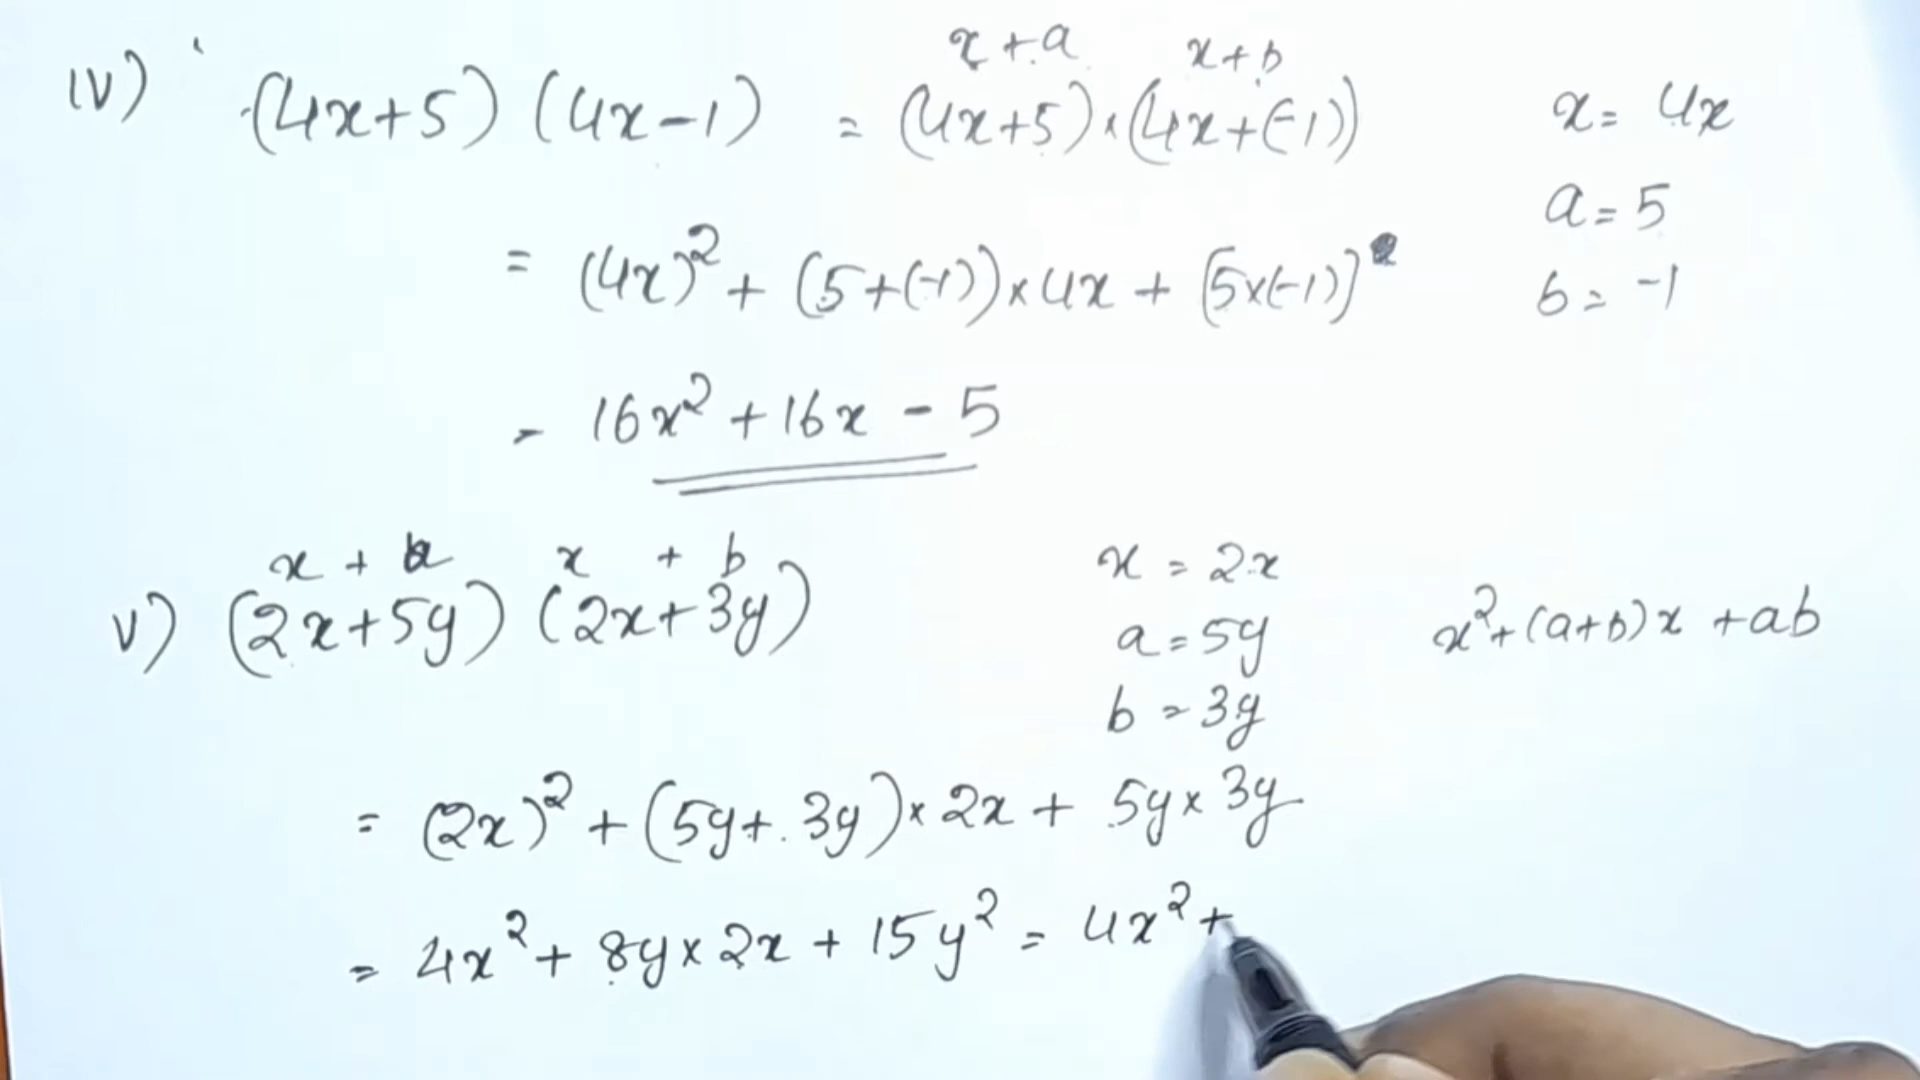 IV) (4x+5) (4x-1) = (4x+5)×(4x+(-1))
x+a x+b
x = 4x
a = 5
b = -1
= (4x)² + (5+(-1))×4x + (5×(-1))
= 16x² + 16x - 5
x + a x + b
V) (2x+5y) (2x+3y)
x = 2x
a = 5y
b = 3y
x²+(a+b)x +ab
= (2x)² + (5y+3y)×2x + 5y×3y
= 4x² + 8y×2x + 15y² = 4x² +